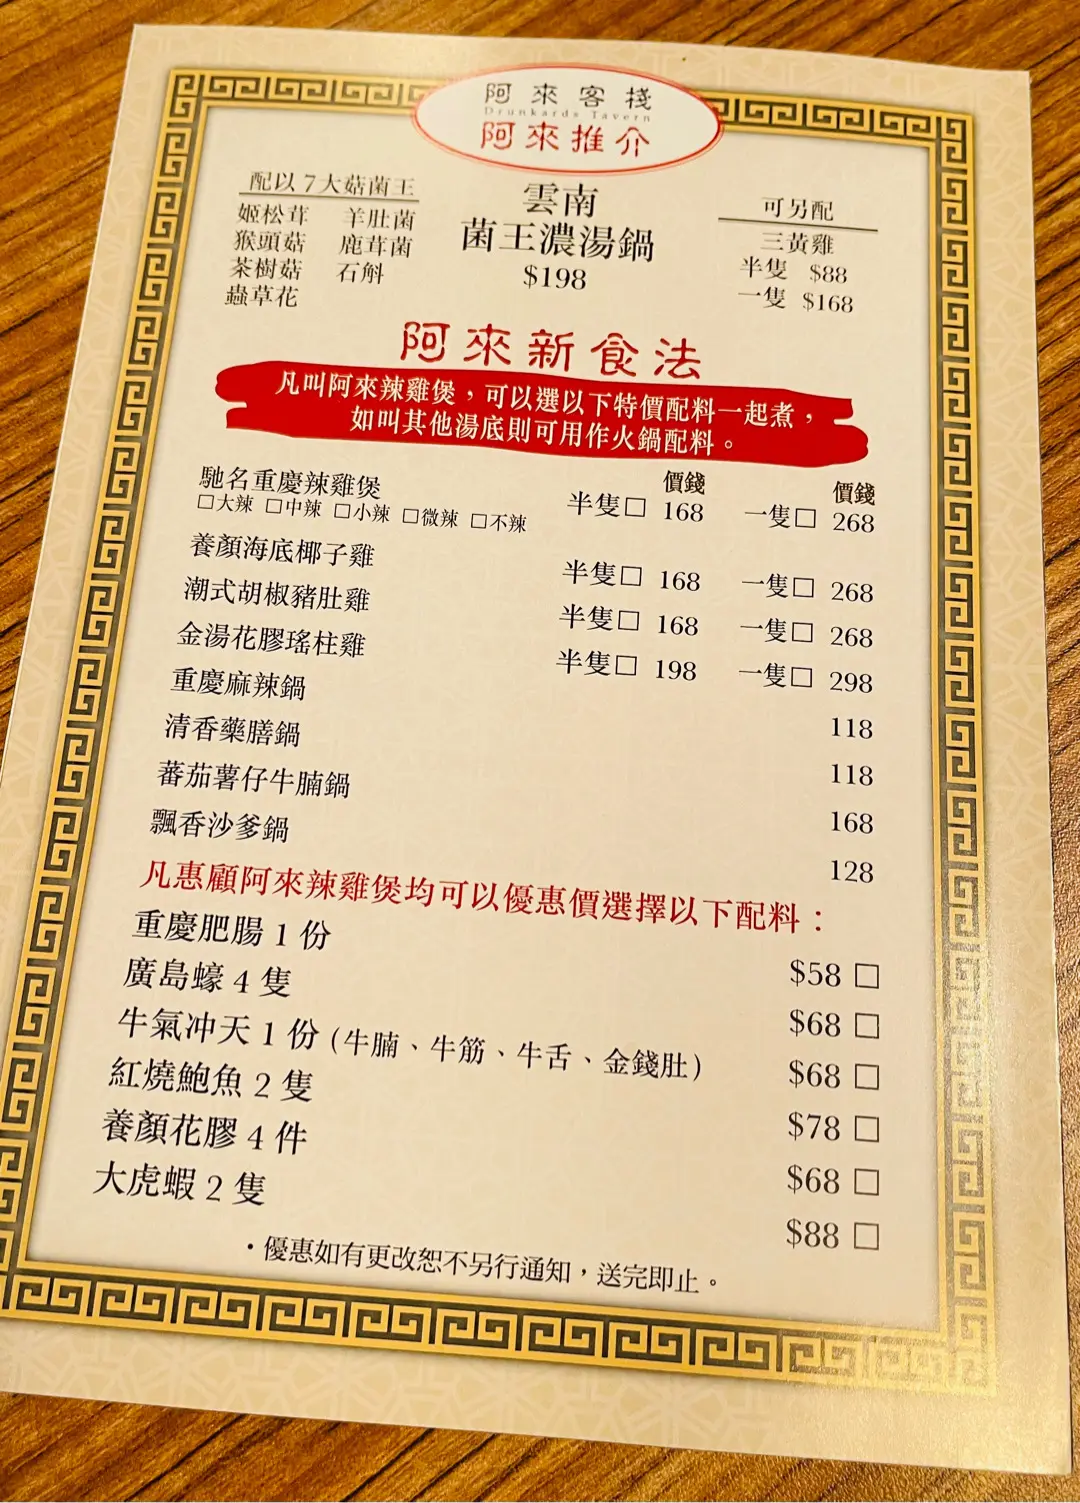 阿來客棧
Drunkards Tavern
阿來推介
配以7大菇菌王
姬松茸 羊肚菌
猴頭菇 鹿茸菌
茶樹菇 石斛
蟲草花
雲南
菌王濃湯鍋
$198
可另配
三黃雞
半隻 $88
一隻 $168
阿來新食法
凡叫阿來辣雞煲，可以選以下特價配料一起煮，
如叫其他湯底則可用作火鍋配料。
價錢 價錢
馳名重慶辣雞煲 半隻□ 168 一隻□ 268
□大辣 □中辣 □小辣 □微辣 □不辣
養顏海底椰子雞 半隻□ 168 一隻□ 268
潮式胡椒豬肚雞 半隻□ 168 一隻□ 268
金湯花膠瑤柱雞 半隻□ 198 一隻□ 298
重慶麻辣鍋 118
清香藥膳鍋 118
蕃茄薯仔牛腩鍋 168
飄香沙爹鍋 128
凡惠顧阿來辣雞煲均可以優惠價選擇以下配料：
重慶肥腸1份 $58 □
廣島蠔4隻 $68 □
牛氣冲天1份(牛腩、牛筋、牛舌、金錢肚) $68 □
紅燒鮑魚2隻 $78 □
養顏花膠4件 $68 □
大虎蝦2隻 $88 □
・優惠如有更改恕不另行通知，送完即止。